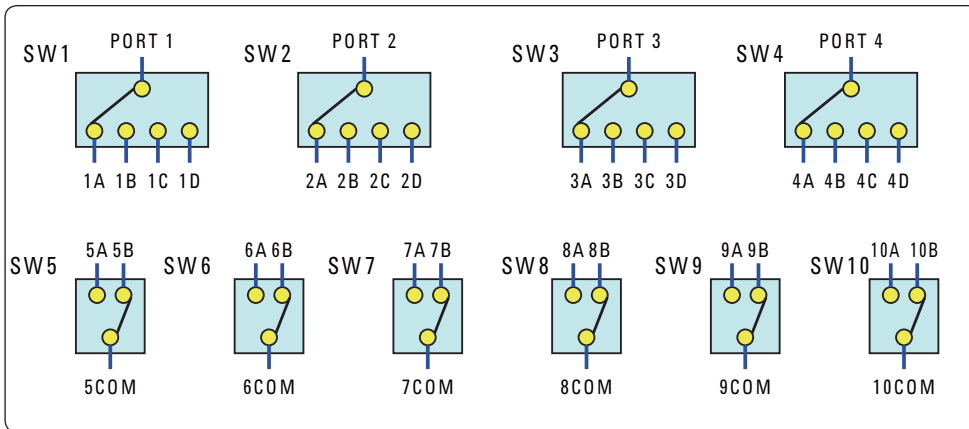 SW1 PORT 1 SW2 PORT 2 SW3 PORT 3 SW4 PORT 4
1A 1B 1C 1D 2A 2B 2C 2D 3A 3B 3C 3D 4A 4B 4C 4D
SW5 5A 5B SW6 6A 6B SW7 7A 7B SW8 8A 8B SW9 9A 9B SW10 10A 10B
5COM 6COM 7COM 8COM 9COM 10COM